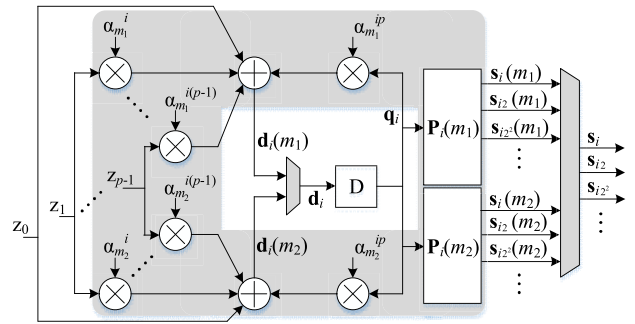 α_{m_1}^{i}
α_{m_1}^{ip}
α_{m_1}^{i(p-1)}
q_i
P_i(m_1)
s_i(m_1)
s_{i2}(m_1)
s_{i2^2}(m_1)
d_i(m_1)
z_0
z_1
z_{p-1}
α_{m_2}^{i(p-1)}
d_i
D
s_i
s_{i2}
s_{i2^2}
d_i(m_2)
α_{m_2}^{i}
α_{m_2}^{ip}
P_i(m_2)
s_i(m_2)
s_{i2}(m_2)
s_{i2^2}(m_2)